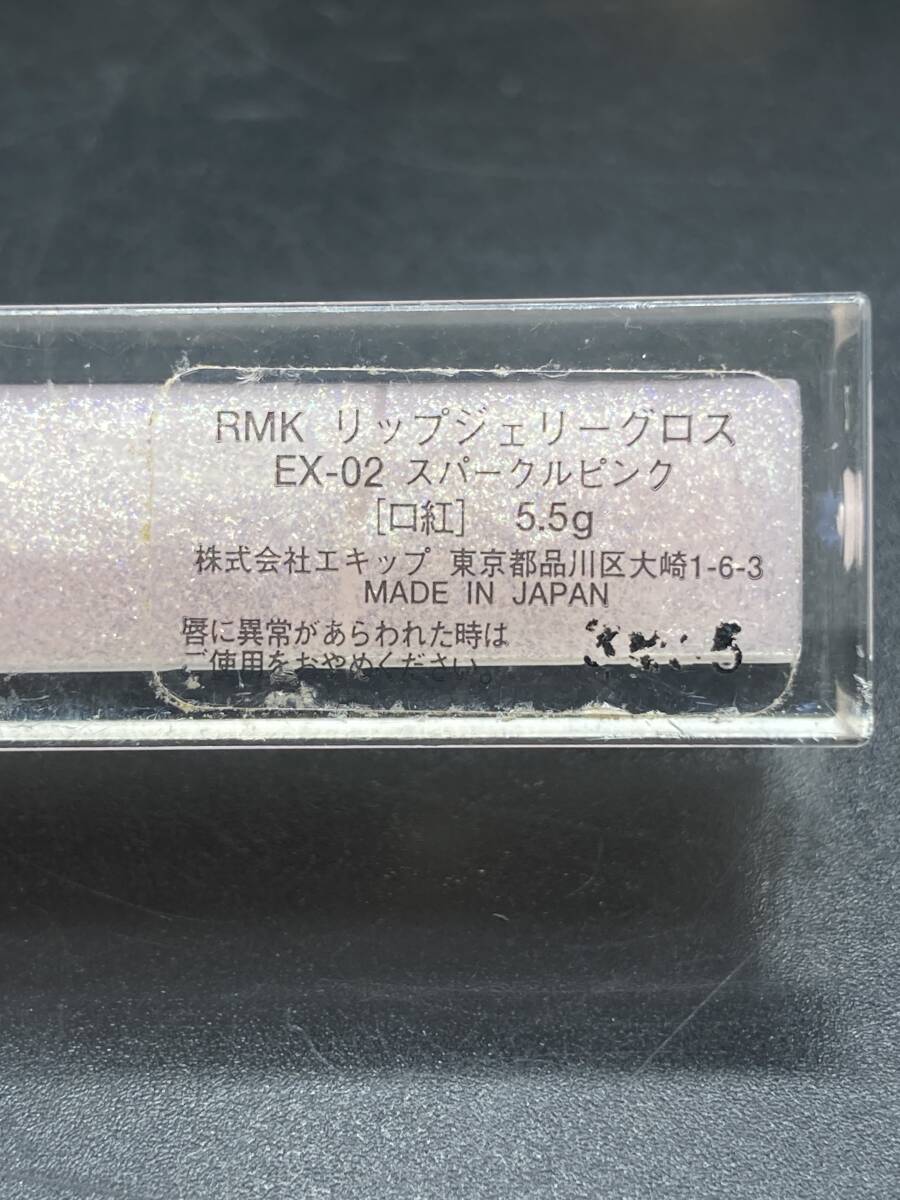 RMK リップジェリーグロス
EX-02 スパークルピンク
[口紅] 5.5g
株式会社エキップ 東京都品川区大崎1-6-3
MADE IN JAPAN
唇に異常があらわれた時は
ご使用をおやめください。